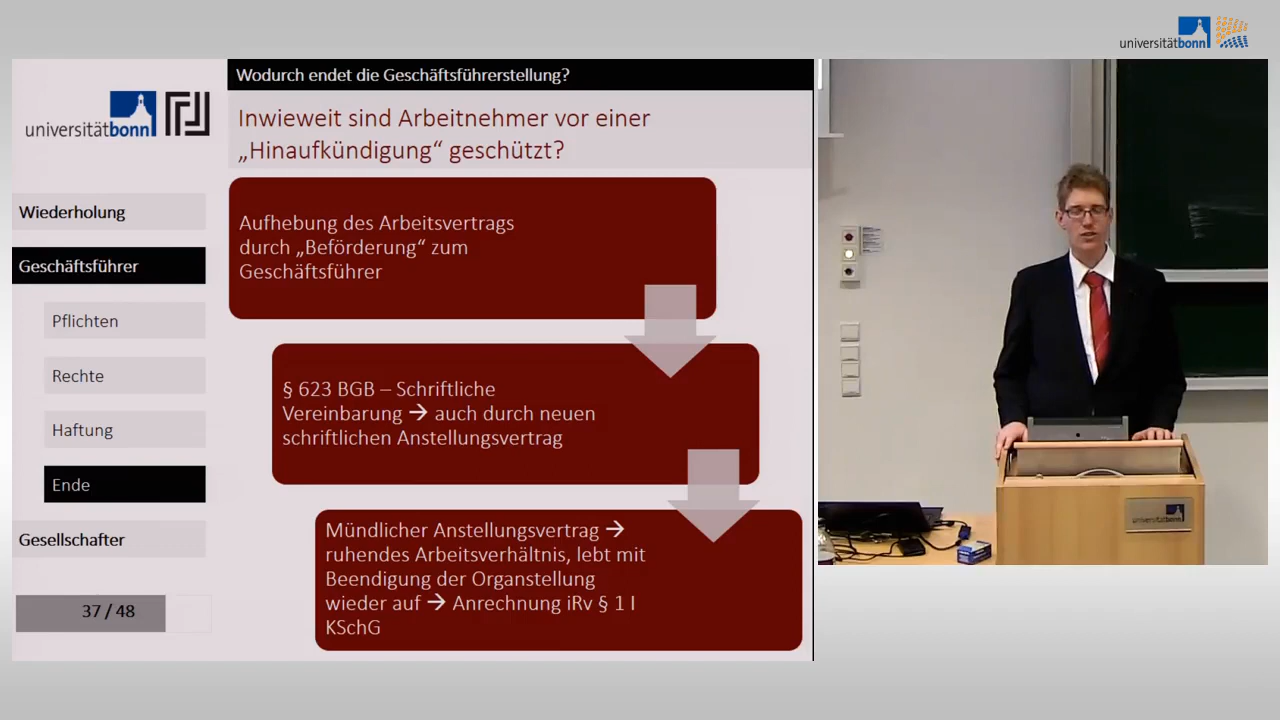 universitätbonn
Wodurch endet die Geschäftsführerstellung?
universitätbonn
Inwieweit sind Arbeitnehmer vor einer
„Hinaufkündigung“ geschützt?
Wiederholung
Geschäftsführer
Pflichten
Rechte
Haftung
Ende
Gesellschafter
37 / 48
Aufhebung des Arbeitsvertrags
durch „Beförderung“ zum
Geschäftsführer
§ 623 BGB – Schriftliche
Vereinbarung → auch durch neuen
schriftlichen Anstellungsvertrag
Mündlicher Anstellungsvertrag →
ruhendes Arbeitsverhältnis, lebt mit
Beendigung der Organstellung
wieder auf → Anrechnung iRv § 1 I
KSchG
universitätbonn